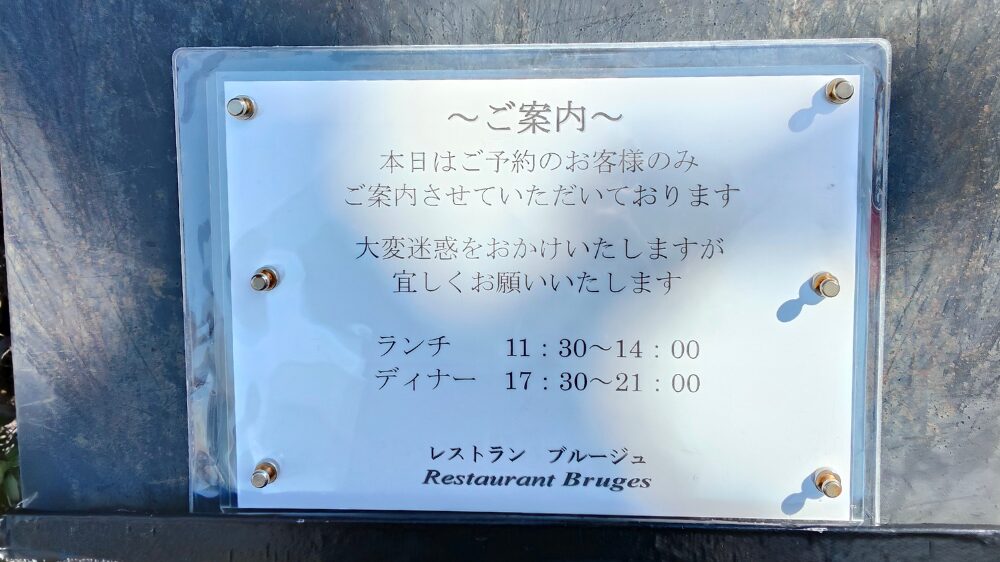 ～ご案内～
本日はご予約のお客様のみ
ご案内させていただいております
大変迷惑をおかけいたしますが
宜しくお願いいたします
ランチ 11：30～14：00
ディナー 17：30～21：00
レストラン ブルージュ
Restaurant Bruges